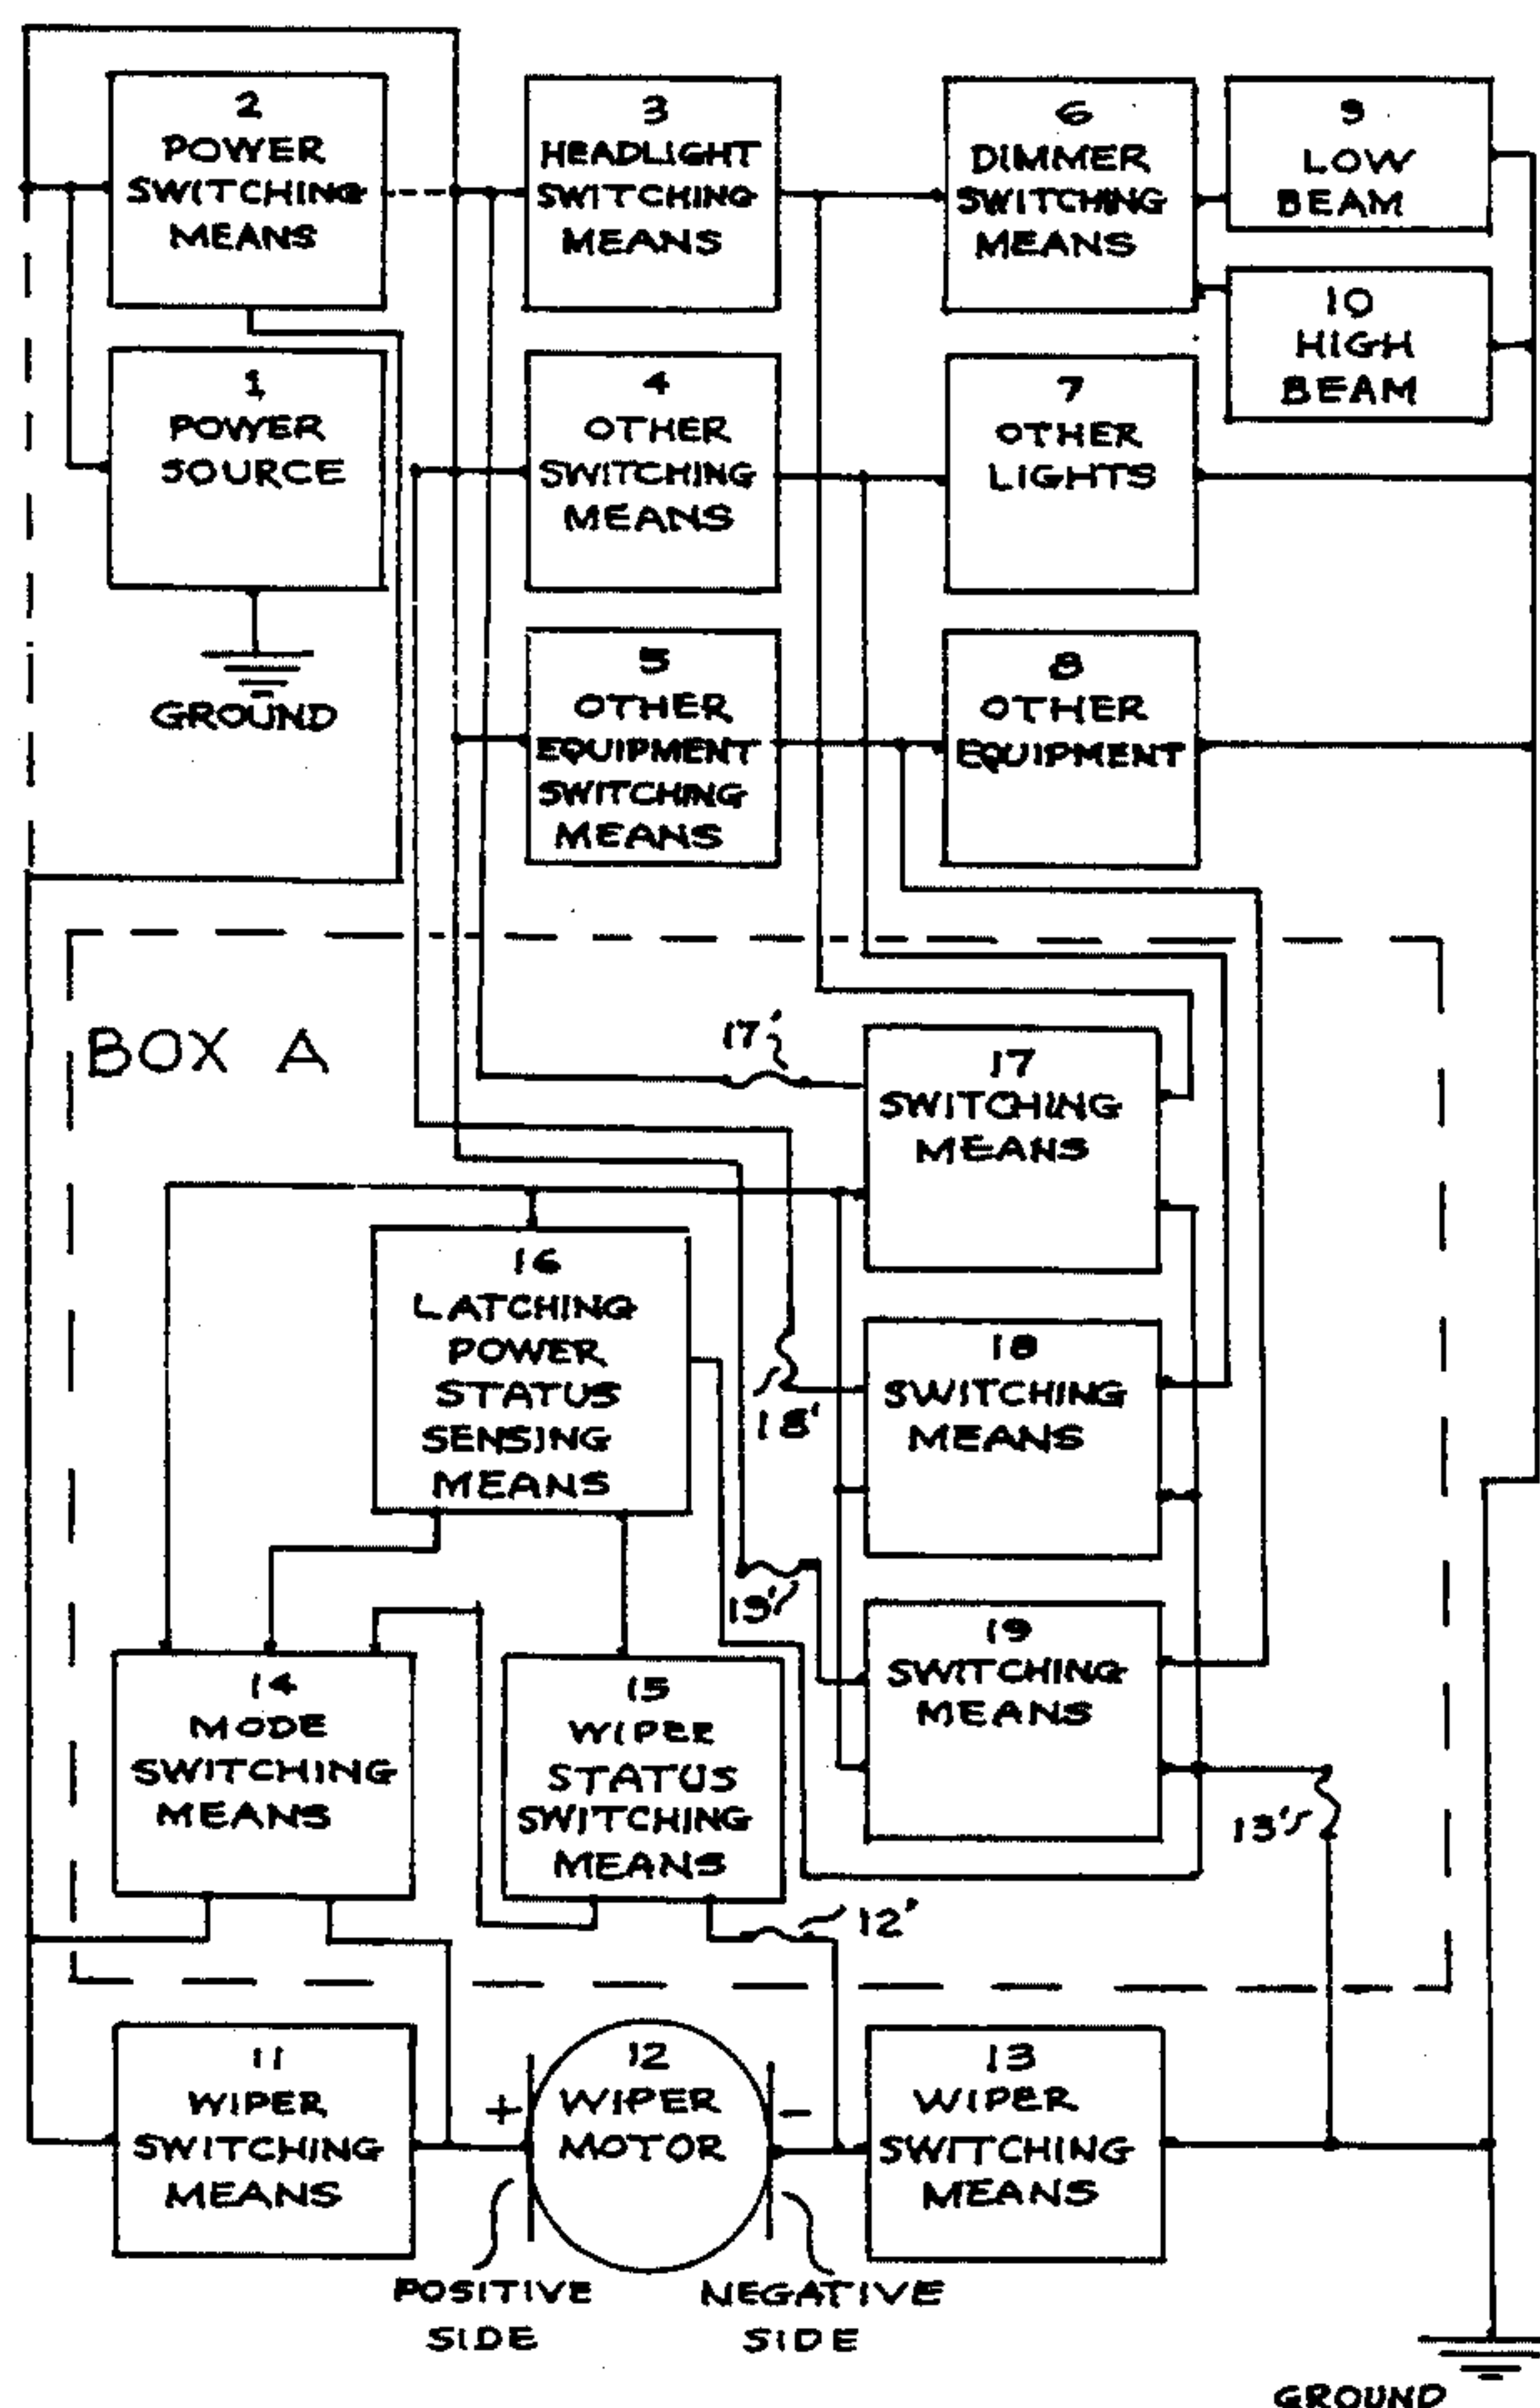 2
POWER
SWITCHING
MEANS
3
HEADLIGHT
SWITCHING
MEANS
6
DIMMER
SWITCHING
MEANS
9
LOW
BEAM
10
HIGH
BEAM
1
POWER
SOURCE
GROUND
4
OTHER
SWITCHING
MEANS
7
OTHER
LIGHTS
5
OTHER
EQUIPMENT
SWITCHING
MEANS
8
OTHER
EQUIPMENT
BOX A
17'
17
SWITCHING
MEANS
16
LATCHING
POWER
STATUS
SENSING
MEANS
18'
18
SWITCHING
MEANS
19'
19
SWITCHING
MEANS
14
MODE
SWITCHING
MEANS
15
WIPER
STATUS
SWITCHING
MEANS
13'
12'
11
WIPER
SWITCHING
MEANS
+
12
WIPER
MOTOR
-
13
WIPER
SWITCHING
MEANS
POSITIVE
SIDE
NEGATIVE
SIDE
GROUND